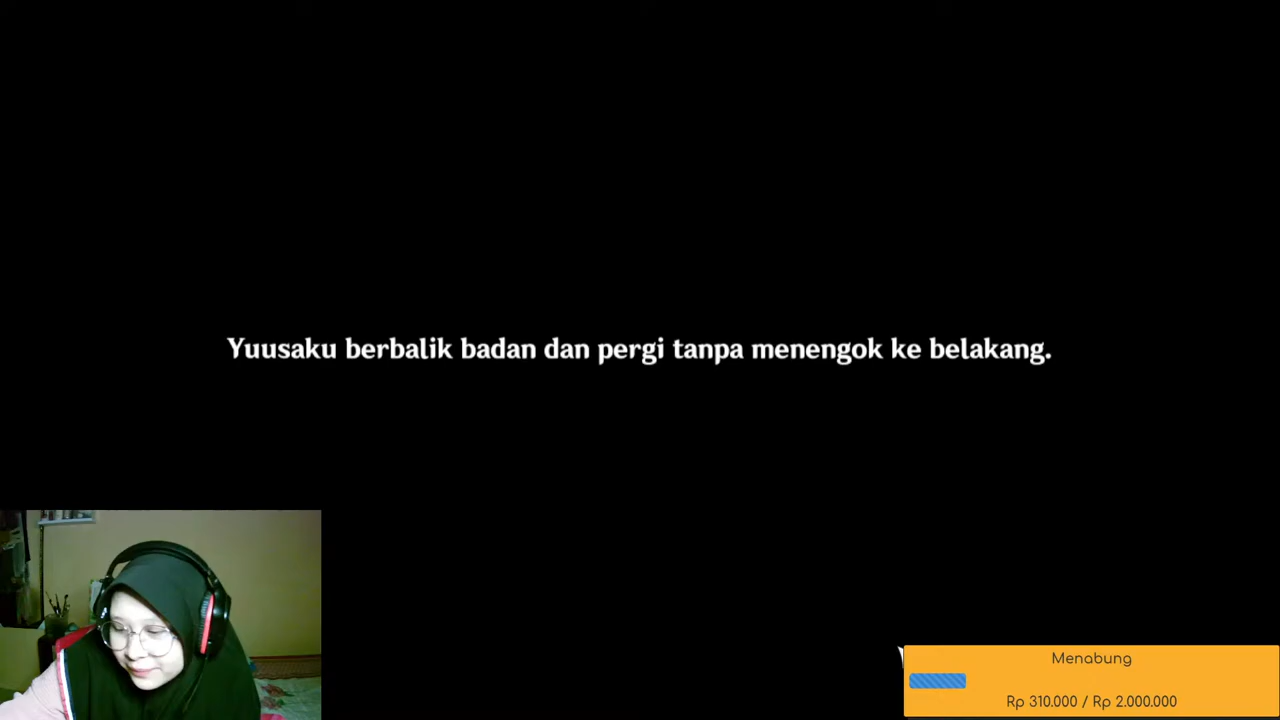 Yuusaku berbalik badan dan pergi tanpa menengok ke belakang.
Menabung
Rp 310.000 / Rp 2.000.000